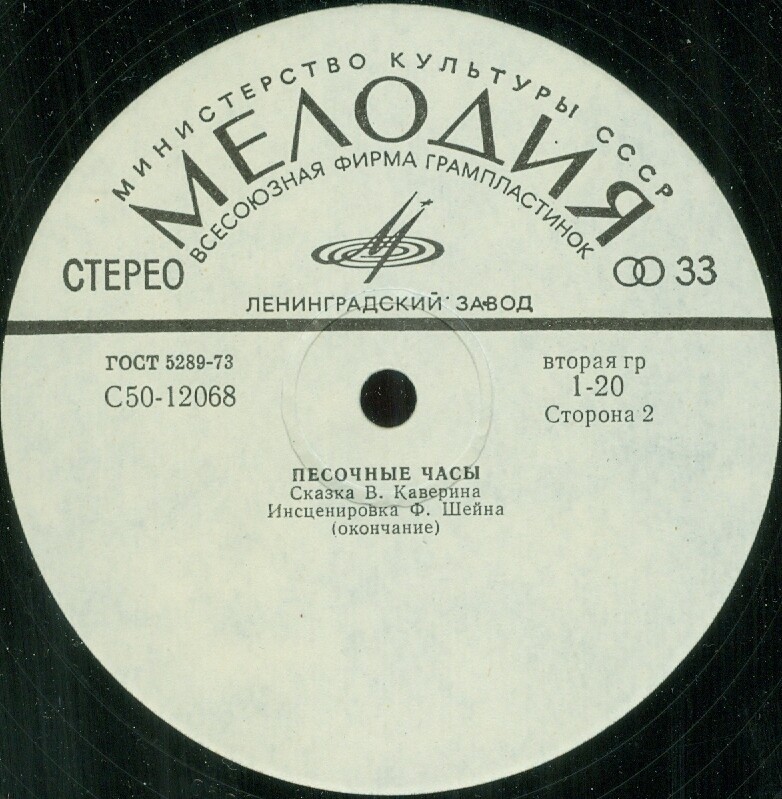 МИНИСТЕРСТВО КУЛЬТУРЫ СССР
МЕЛОДИЯ
ВСЕСОЮЗНАЯ ФИРМА ГРАМПЛАСТИНОК
СТЕРЕО
33
ЛЕНИНГРАДСКИЙ ЗАВОД
ГОСТ 5289-73
С50-12068
вторая гр
1-20
Сторона 2
ПЕСОЧНЫЕ ЧАСЫ
Сказка В. Каверина
Инсценировка Ф. Шейна
(окончание)